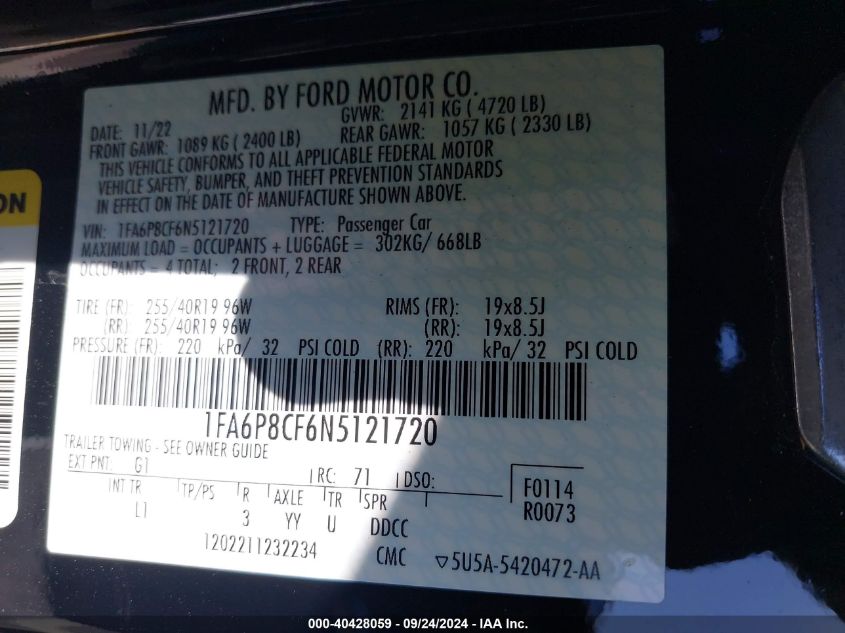 MFD. BY FORD MOTOR CO.
DATE: 11/22 GVWR: 2141 KG ( 4720 LB)
FRONT GAWR: 1089 KG ( 2400 LB) REAR GAWR: 1057 KG ( 2330 LB)
THIS VEHICLE CONFORMS TO ALL APPLICABLE FEDERAL MOTOR
VEHICLE SAFETY, BUMPER, AND THEFT PREVENTION STANDARDS
IN EFFECT ON THE DATE OF MANUFACTURE SHOWN ABOVE.
ON
VIN: 1FA6P8CF6N5121720 TYPE: Passenger Car
MAXIMUM LOAD = OCCUPANTS + LUGGAGE = 302KG/ 668LB
OCCUPANTS = 4 TOTAL; 2 FRONT, 2 REAR
TIRE (FR): 255/40R19 96W RIMS (FR): 19x8.5J
(RR): 255/40R19 96W (RR): 19x8.5J
PRESSURE (FR): 220 kPa/ 32 PSI COLD (RR): 220 kPa/ 32 PSI COLD
1FA6P8CF6N5121720
TRAILER TOWING - SEE OWNER GUIDE
EXT PNT: G1 RC: 71 DSO:
F0114
R0073
INT TR TP/PS R AXLE TR SPR
L1 3 YY U DDCC
1202211232234 CMC ▽5U5A-5420472-AA
000-40428059 - 09/24/2024 - IAA Inc.